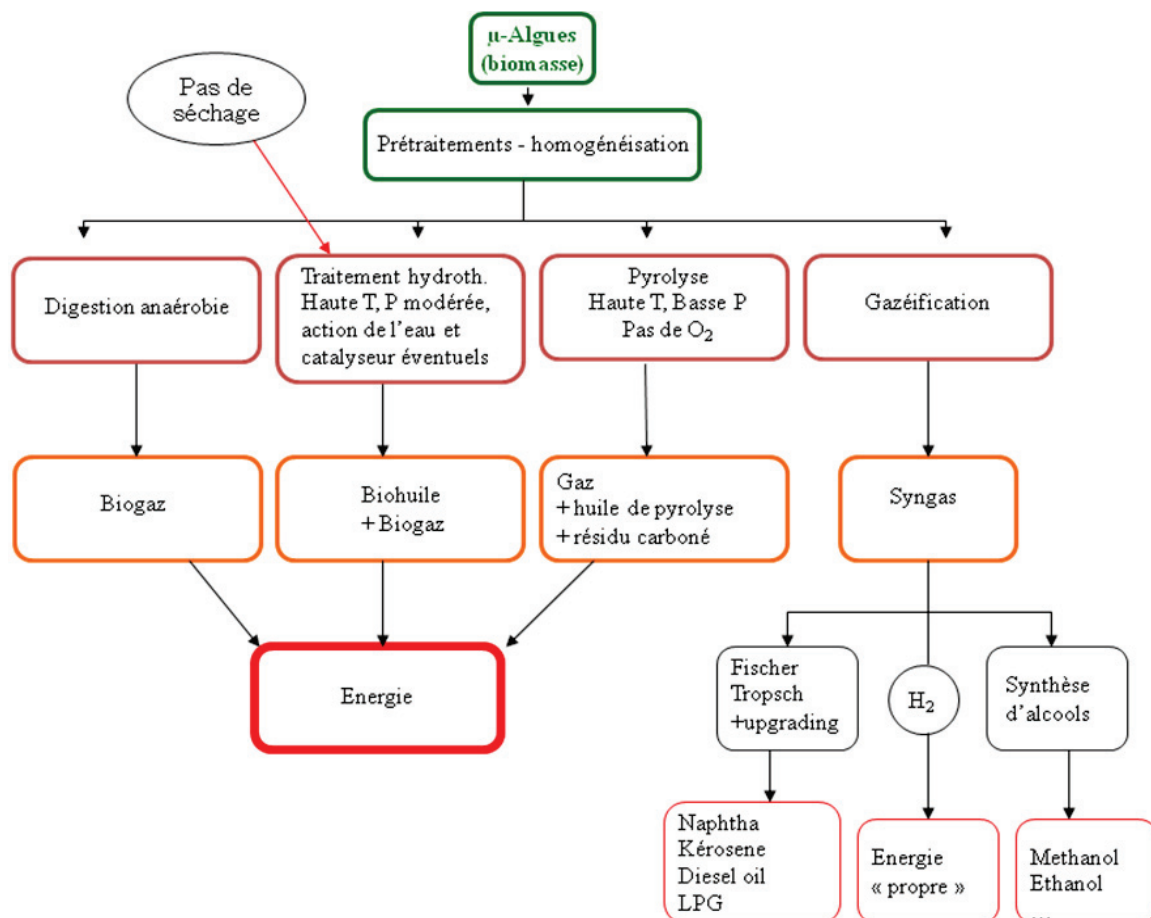 µ-Algues
(biomasse)
Pas de
séchage
Prétraitements - homogénéisation
Digestion anaérobie
Traitement hydroth.
Haute T, P modérée,
action de l'eau et
catalyseur éventuels
Pyrolyse
Haute T, Basse P
Pas de O₂
Gazéification
Biogaz
Biohuile
+Biogaz
Gaz
+huile de pyrolyse
+résidu carboné
Syngas
Energie
Fischer
Tropsch
+upgrading
H₂
Synthèse
d'alcools
Naphtha
Kérosene
Diesel oil
LPG
Energie
« propre »
Methanol
Ethanol
...